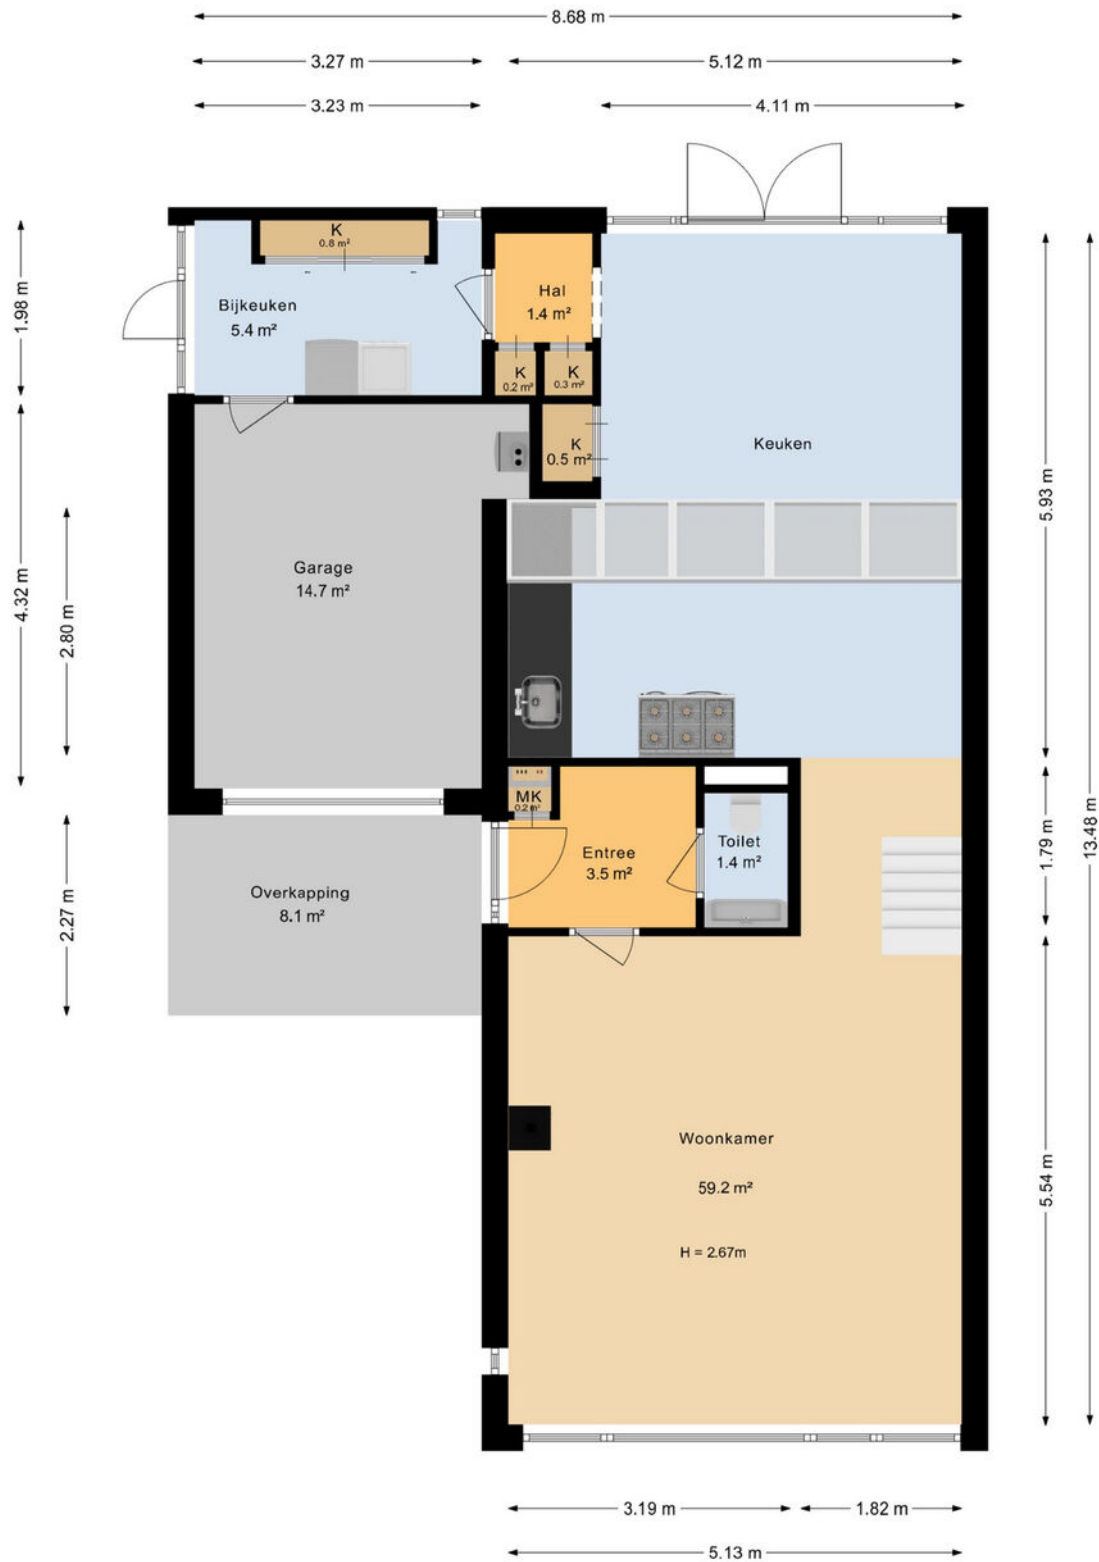 8.68 m
3.27 m
5.12 m
3.23 m
4.11 m
K
0.8 m²
Bijkeuken
5.4 m²
Hal
1.4 m²
K
0.2 m²
K
0.3 m²
K
0.5 m²
Keuken
1.98 m
4.32 m
2.80 m
2.27 m
Garage
14.7 m²
5.93 m
13.48 m
1.79 m
5.54 m
MK
0.2 m²
Entree
3.5 m²
Toilet
1.4 m²
Overkapping
8.1 m²
Woonkamer
59.2 m²
H = 2.67m
3.19 m
1.82 m
5.13 m